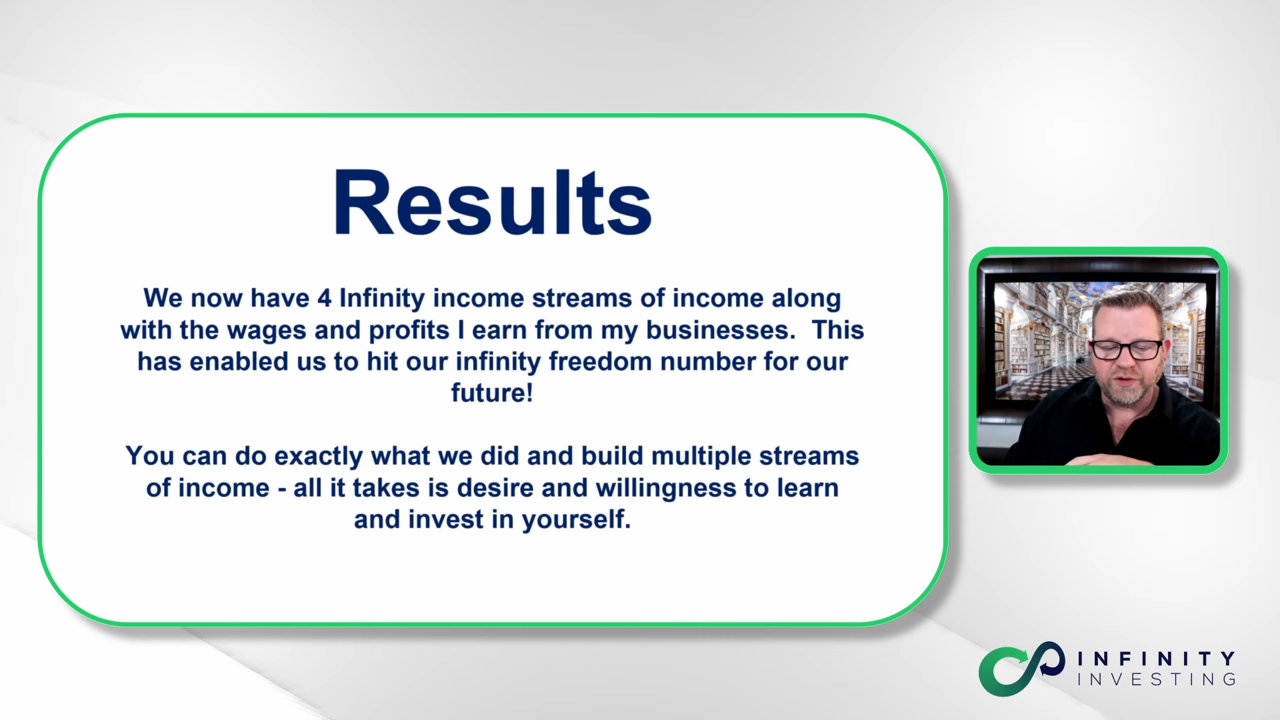 Results
We now have 4 Infinity income streams of income along
with the wages and profits I earn from my businesses.  This
has enabled us to hit our infinity freedom number for our
future!
You can do exactly what we did and build multiple streams
of income - all it takes is desire and willingness to learn
and invest in yourself.
INFINITY
INVESTING